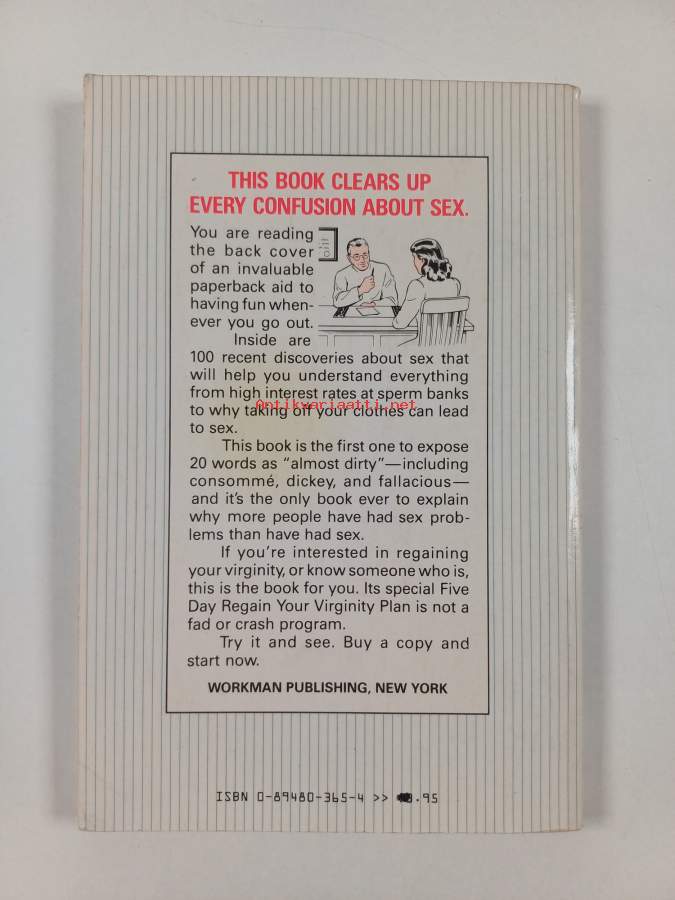 THIS BOOK CLEARS UP
EVERY CONFUSION ABOUT SEX.
You are reading
the back cover
of an invaluable
paperback aid to
having fun when-
ever you go out.
Inside are
100 recent discoveries about sex that
will help you understand everything
from high interest rates at sperm banks
to why taking off your clothes can lead
Antikvariaatti.net
to sex.
This book is the first one to expose
20 words as “almost dirty”—including
consommé, dickey, and fallacious—
and it's the only book ever to explain
why more people have had sex prob-
lems than have had sex.
If you're interested in regaining
your virginity, or know someone who is,
this is the book for you. Its special Five
Day Regain Your Virginity Plan is not a
fad or crash program.
Try it and see. Buy a copy and
start now.
WORKMAN PUBLISHING, NEW YORK
ISBN 0-89480-365-4 >> .95